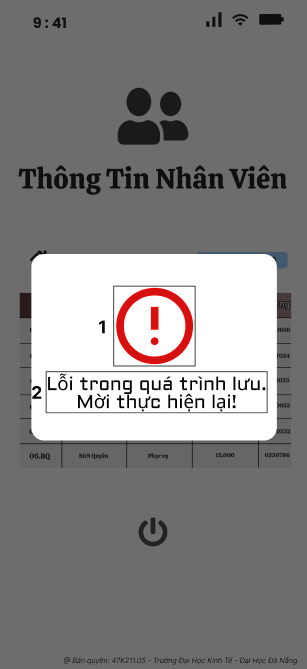 9:41
Thông Tin Nhân Viên
1
2
Lỗi trong quá trình lưu.
Mời thực hiện lại!
06.BQ Bích Quyên Phục vụ 15.000 0330786
@ Bản quyền: 47K211.05 - Trường Đại Học Kinh Tế - Đại Học Đà Nẵng